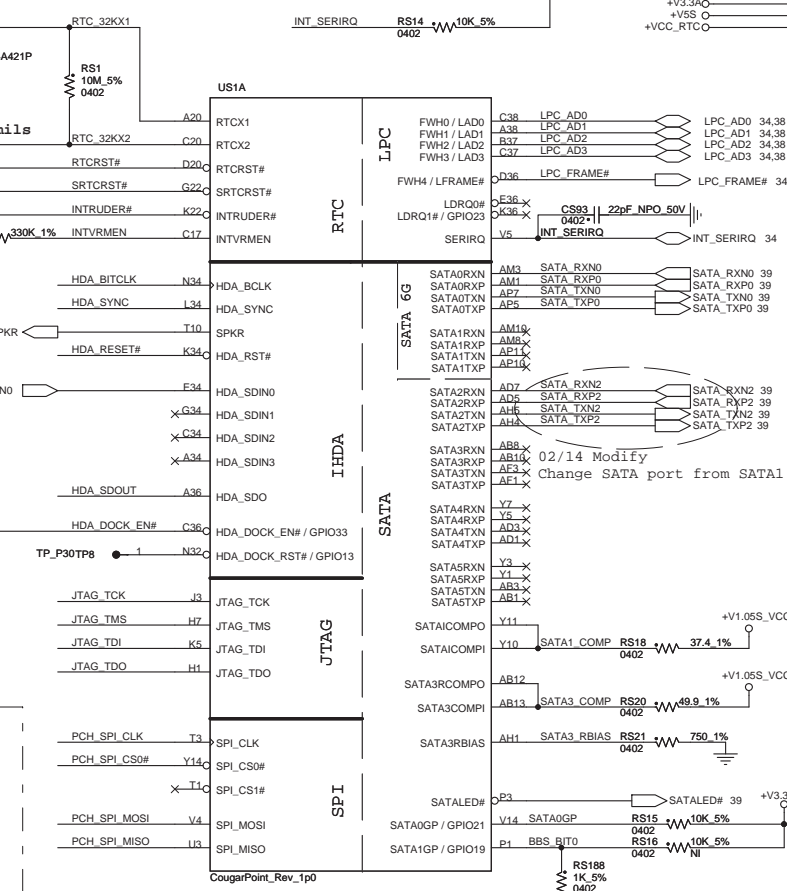 RTC_32KX1
INT_SERIRQ RS14 10K_5%
0402
+V3.3A
+V5S
+VCC_RTC
A421P
RS1
10M_5%
0402
US1A
ails
RTC_32KX2
RTCRST#
SRTCRST#
INTRUDER#
330K_1% INTVRMEN
A20 RTCX1
C20 RTCX2
D20 RTCRST#
G22 SRTCRST#
K22 INTRUDER#
C17 INTVRMEN
RTC
LPC
FWH0 / LAD0 C38 LPC_AD0 LPC_AD0 34,38
FWH1 / LAD1 A38 LPC_AD1 LPC_AD1 34,38
FWH2 / LAD2 B37 LPC_AD2 LPC_AD2 34,38
FWH3 / LAD3 C37 LPC_AD3 LPC_AD3 34,38
FWH4 / LFRAME# D36 LPC_FRAME# LPC_FRAME# 34
LDRQ0# E36
LDRQ1# / GPIO23 K36
CS93 22pF_NPO_50V
0402
SERIRQ V5 INT_SERIRQ INT_SERIRQ 34
HDA_BITCLK N34 HDA_BCLK
HDA_SYNC L34 HDA_SYNC
PKR T10 SPKR
HDA_RESET# K34 HDA_RST#
N0 E34 HDA_SDIN0
G34 HDA_SDIN1
C34 HDA_SDIN2
A34 HDA_SDIN3
HDA_SDOUT A36 HDA_SDO
HDA_DOCK_EN# C36 HDA_DOCK_EN# / GPIO33
TP_P30TP8 1 N32 HDA_DOCK_RST# / GPIO13
IHDA
SATA 6G
SATA0RXN AM3 SATA_RXN0 SATA_RXN0 39
SATA0RXP AM1 SATA_RXP0 SATA_RXP0 39
SATA0TXN AP7 SATA_TXN0 SATA_TXN0 39
SATA0TXP AP5 SATA_TXP0 SATA_TXP0 39
SATA1RXN AM10
SATA1RXP AM8
SATA1TXN AP11
SATA1TXP AP10
SATA2RXN AD7 SATA_RXN2 SATA_RXN2 39
SATA2RXP AD5 SATA_RXP2 SATA_RXP2 39
SATA2TXN AH5 SATA_TXN2 SATA_TXN2 39
SATA2TXP AH4 SATA_TXP2 SATA_TXP2 39
SATA3RXN AB8
SATA3RXP AB10
SATA3TXN AF3
SATA3TXP AF1
02/14 Modify
Change SATA port from SATA1
SATA
SATA4RXN Y7
SATA4RXP Y5
SATA4TXN AD3
SATA4TXP AD1
SATA5RXN Y3
SATA5RXP Y1
SATA5TXN AB3
SATA5TXP AB1
JTAG_TCK J3 JTAG_TCK
JTAG_TMS H7 JTAG_TMS
JTAG_TDI K5 JTAG_TDI
JTAG_TDO H1 JTAG_TDO
JTAG
SATAICOMPO Y11
+V1.05S_VCC
SATAICOMPI Y10 SATA1_COMP RS18 37.4_1%
0402
+V1.05S_VCC
SATA3RCOMPO AB12
SATA3COMPI AB13 SATA3_COMP RS20 49.9_1%
0402
SATA3RBIAS AH1 SATA3_RBIAS RS21 750_1%
0402
PCH_SPI_CLK T3 SPI_CLK
PCH_SPI_CS0# Y14 SPI_CS0#
T1 SPI_CS1#
PCH_SPI_MOSI V4 SPI_MOSI
PCH_SPI_MISO U3 SPI_MISO
SPI
SATALED# P3 SATALED# 39
+V3.3
SATA0GP / GPIO21 V14 SATA0GP RS15 10K_5%
0402
SATA1GP / GPIO19 P1 BBS_BIT0 RS16 10K_5%
0402 NI
CougarPoint_Rev_1p0
RS188
1K_5%
0402